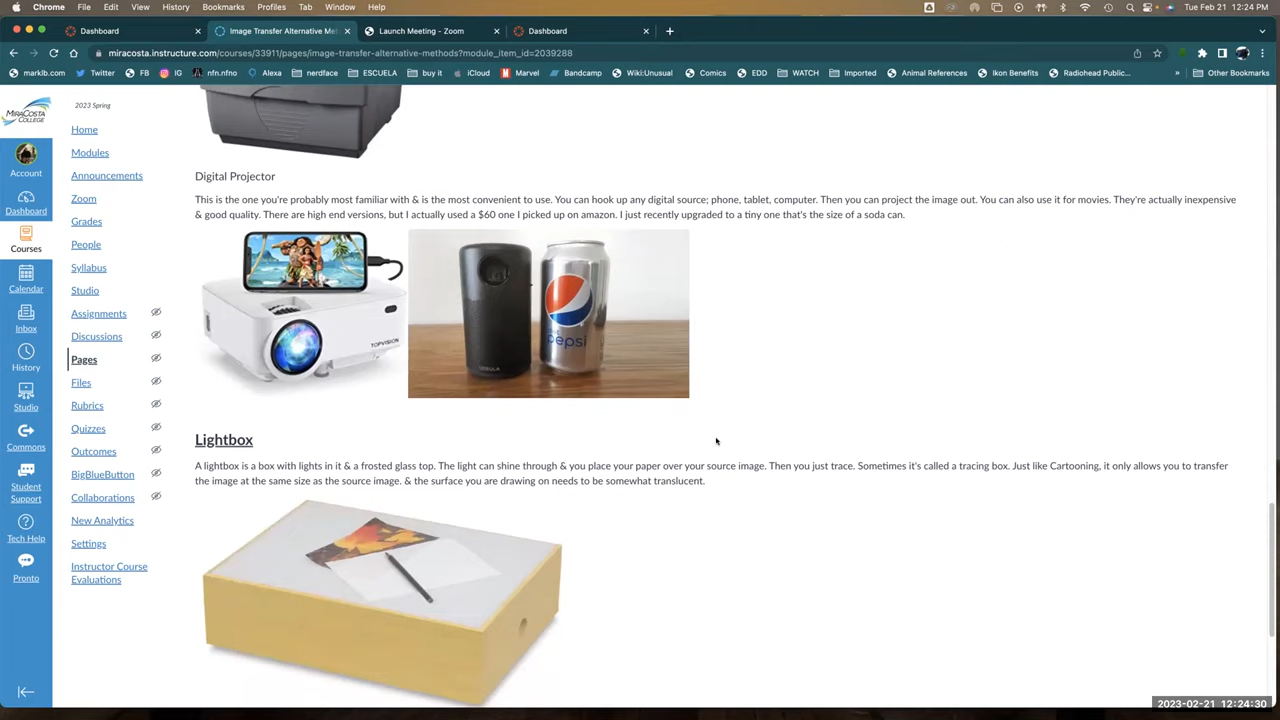 Chrome File Edit View History Bookmarks Profiles Tab Window Help Tue Feb 21 12:24 PM
Dashboard Image Transfer Alternative Met Launch Meeting - Zoom Dashboard
miracosta.instructure.com/courses/33911/pages/image-transfer-alternative-methods?module_item_id=2039288
marklb.com Twitter FB IG nfn.nfno Alexa nerdface ESCUELA buy it iCloud Marvel Bandcamp Wiki:Unusual Comics EDD WATCH Imported Animal References Ikon Benefits Radiohead Public... » Other Bookmarks
MIRACOSTA COLLEGE
Account
Dashboard
Courses
Calendar
Inbox
History
Studio
Commons
Student Support
Tech Help
Pronto
2023 Spring
Home
Modules
Announcements
Zoom
Grades
People
Syllabus
Studio
Assignments
Discussions
Pages
Files
Rubrics
Quizzes
Outcomes
BigBlueButton
Collaborations
New Analytics
Settings
Instructor Course
Evaluations
Digital Projector
This is the one you're probably most familiar with & is the most convenient to use. You can hook up any digital source; phone, tablet, computer. Then you can project the image out. You can also use it for movies. They're actually inexpensive
& good quality. There are high end versions, but I actually used a $60 one I picked up on amazon. I just recently upgraded to a tiny one that's the size of a soda can.
TOPVISION
NEBULA
pepsi
Lightbox
A lightbox is a box with lights in it & a frosted glass top. The light can shine through & you place your paper over your source image. Then you just trace. Sometimes it's called a tracing box. Just like Cartooning, it only allows you to transfer
the image at the same size as the source image. & the surface you are drawing on needs to be somewhat translucent.
2023-02-21 12:24:30